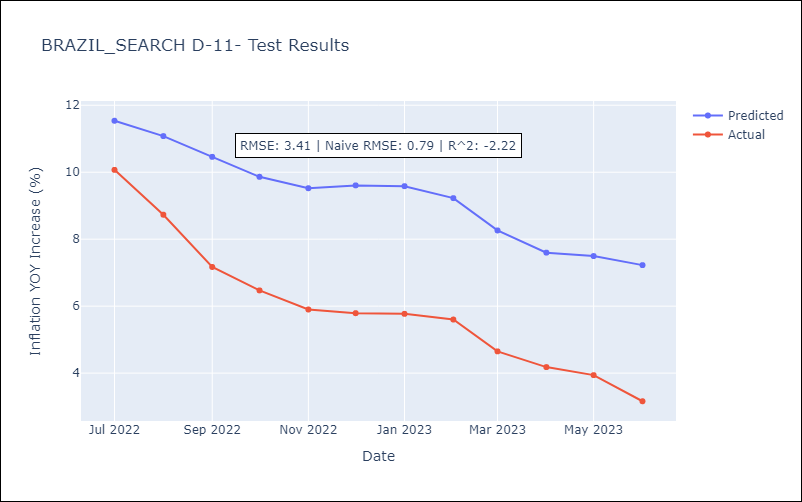 BRAZIL_SEARCH D-11- Test Results
12
10
8
6
4
Inflation YOY Increase (%)
RMSE: 3.41 | Naive RMSE: 0.79 | R^2: -2.22
Predicted
Actual
Jul 2022
Sep 2022
Nov 2022
Jan 2023
Mar 2023
May 2023
Date